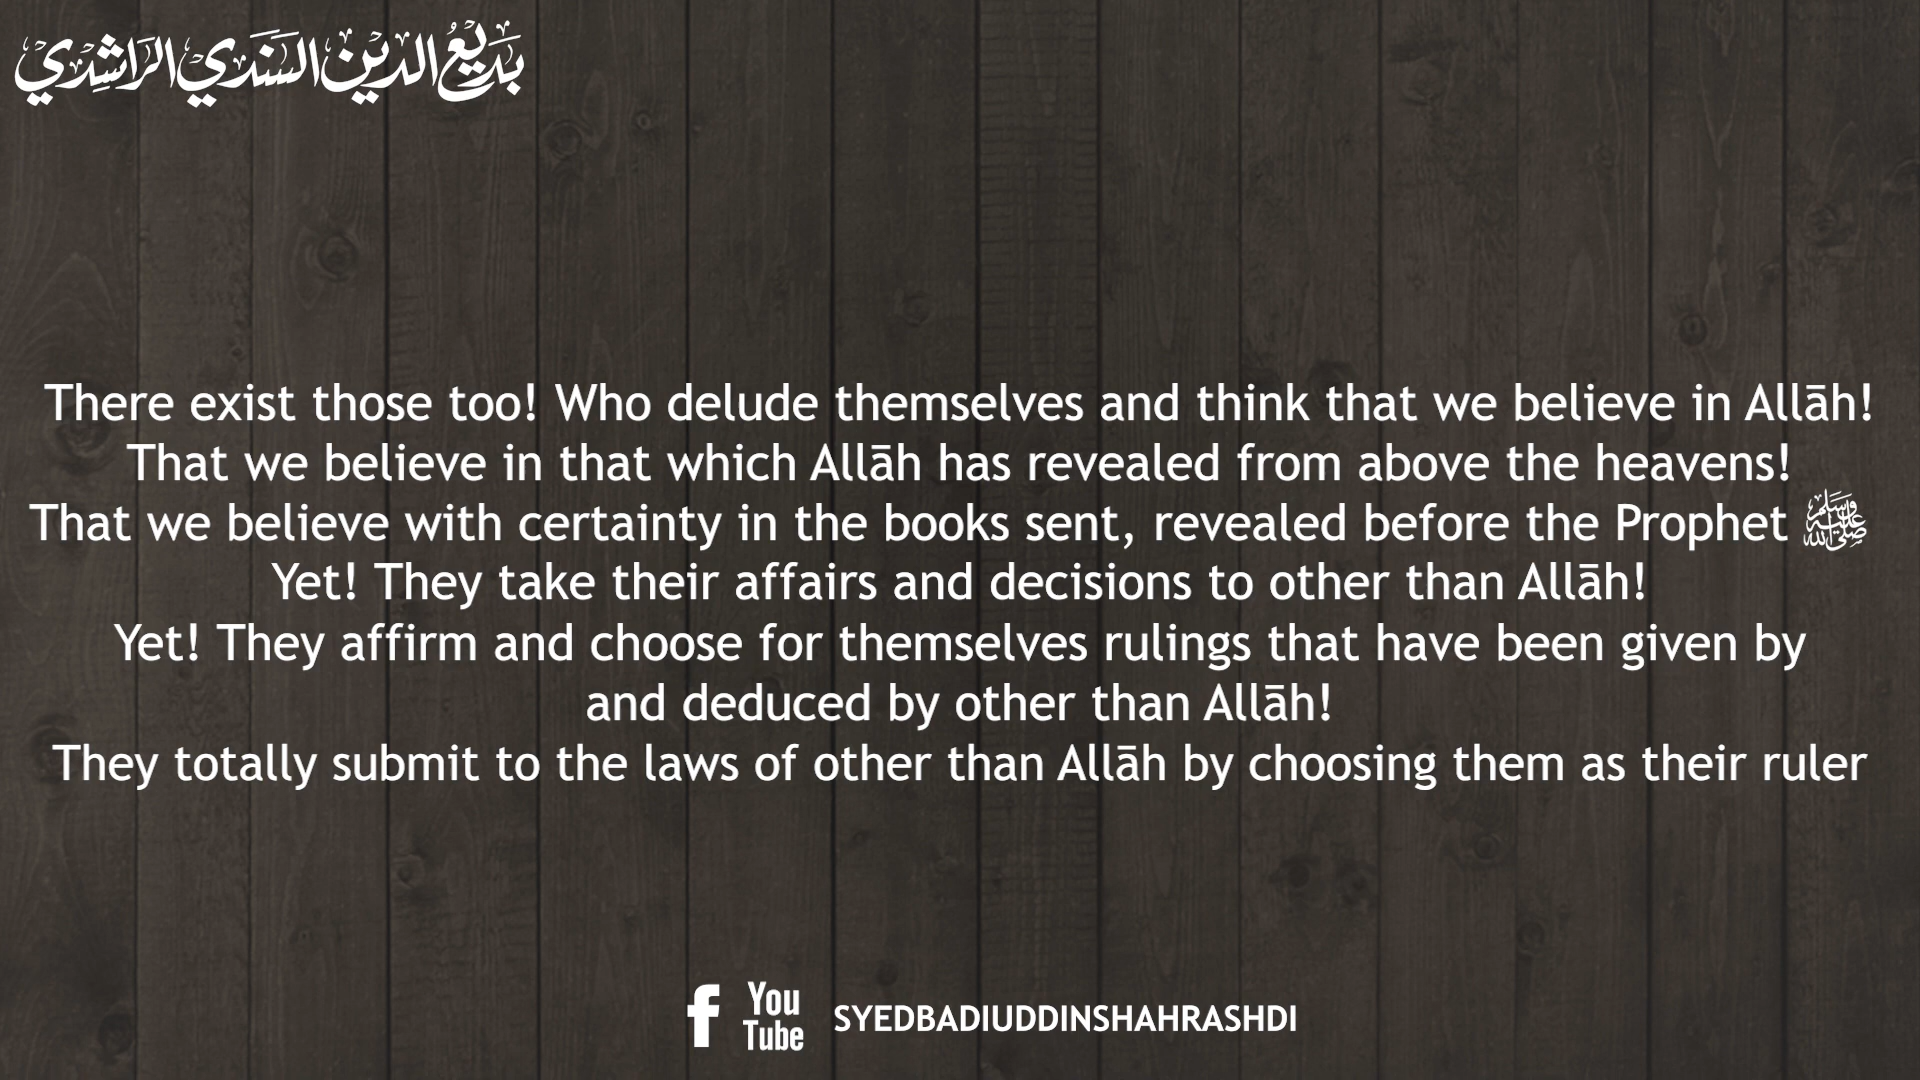 بديع الدين السندي الراشدي
There exist those too! Who delude themselves and think that we believe in Allāh!
That we believe in that which Allāh has revealed from above the heavens!
That we believe with certainty in the books sent, revealed before the Prophet ﷺ
Yet! They take their affairs and decisions to other than Allāh!
Yet! They affirm and choose for themselves rulings that have been given by
and deduced by other than Allāh!
They totally submit to the laws of other than Allāh by choosing them as their ruler
f You Tube SYEDBADIUDDINSHAHRASHDI